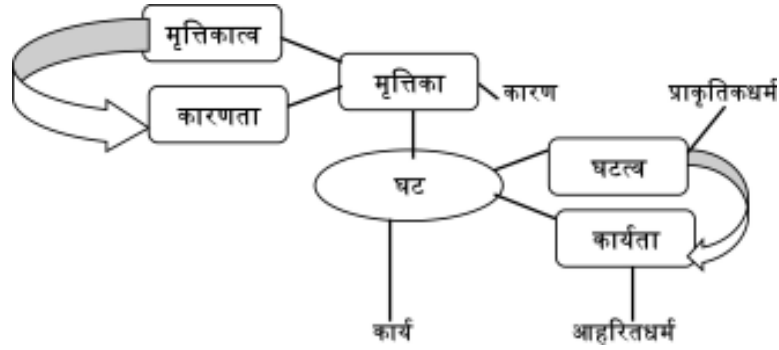 मृत्तिकात्व
मृत्तिका
कारण
प्राकृतिकधर्म
कारणता
घटत्व
घट
कार्यता
कार्य
आहरितधर्म